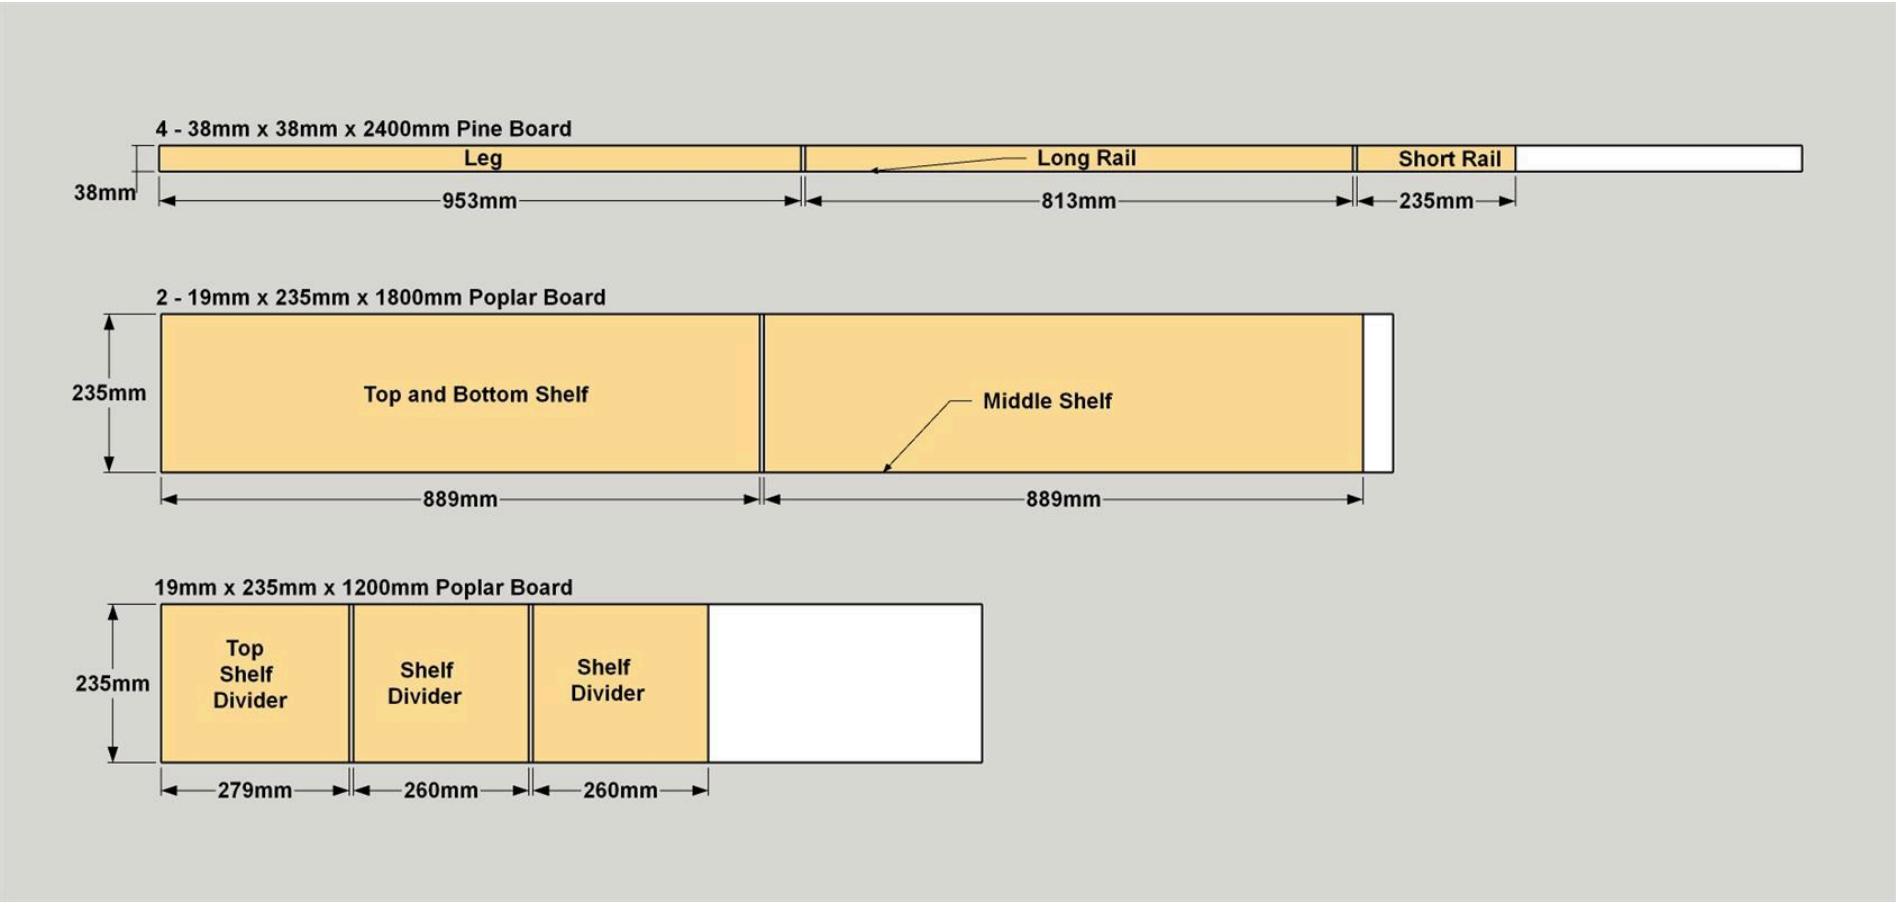 4 - 38mm x 38mm x 2400mm Pine Board
Leg
Long Rail
Short Rail
38mm
953mm
813mm
235mm
2 - 19mm x 235mm x 1800mm Poplar Board
235mm
Top and Bottom Shelf
Middle Shelf
889mm
889mm
19mm x 235mm x 1200mm Poplar Board
235mm
Top
Shelf
Divider
Shelf
Divider
Shelf
Divider
279mm
260mm
260mm